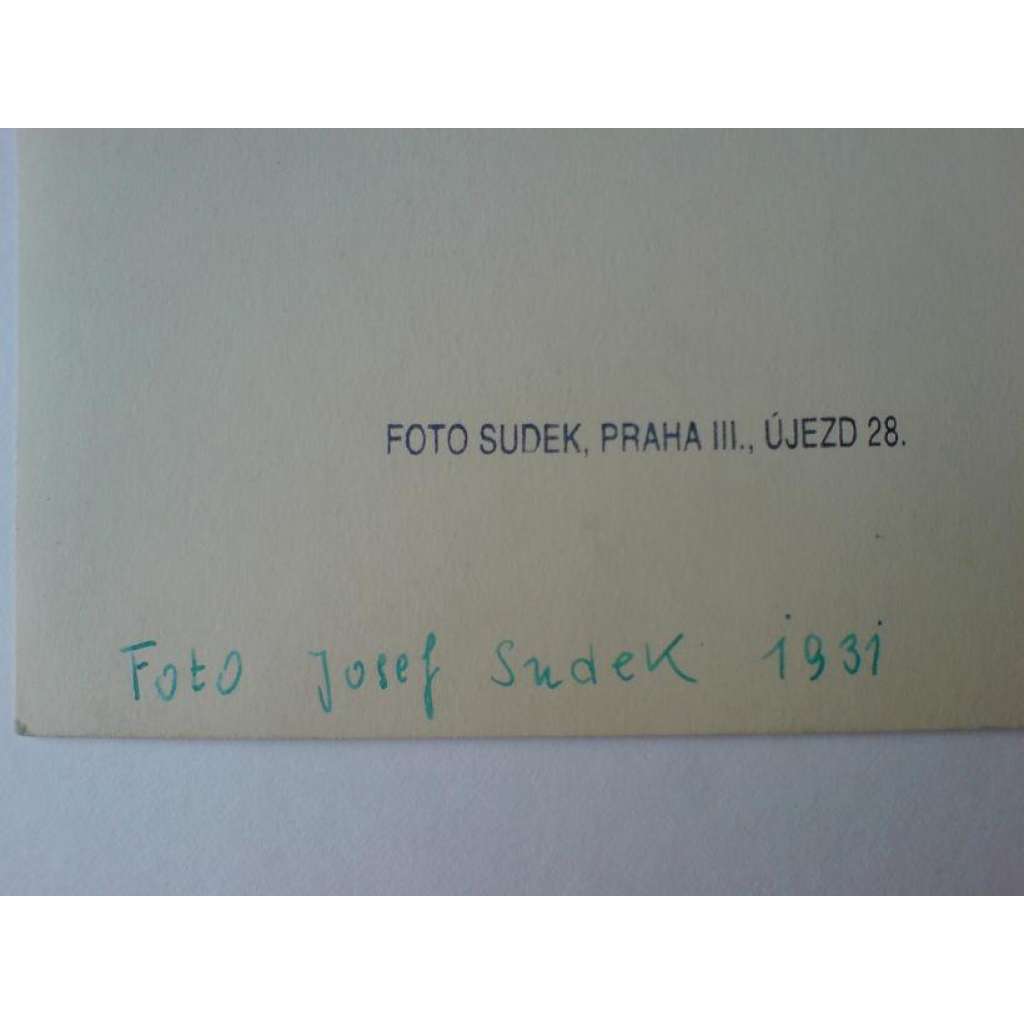 FOTO SUDEK, PRAHA III., ÚJEZD 28.
Foto Josef Sudek 1931